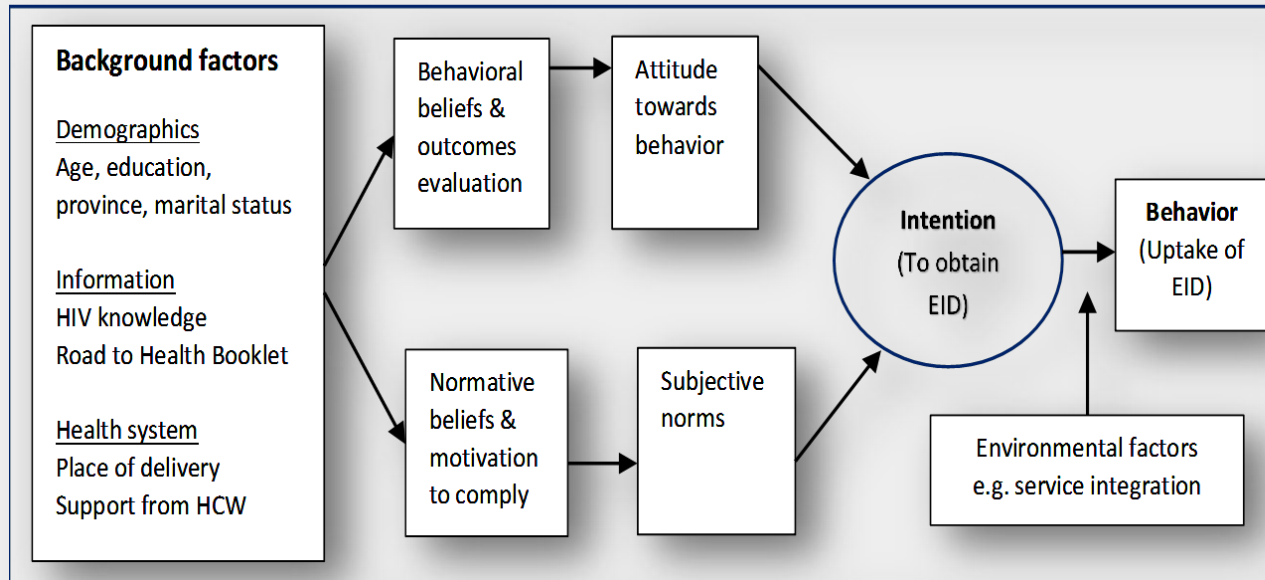 Background factors
Demographics
Age, education,
province, marital status
Information
HIV knowledge
Road to Health Booklet
Health system
Place of delivery
Support from HCW
Behavioral
beliefs &
outcomes
evaluation
Attitude
towards
behavior
Normative
beliefs &
motivation
to comply
Subjective
norms
Intention
(To obtain
EID)
Behavior
(Uptake of
EID)
Environmental factors
e.g. service integration